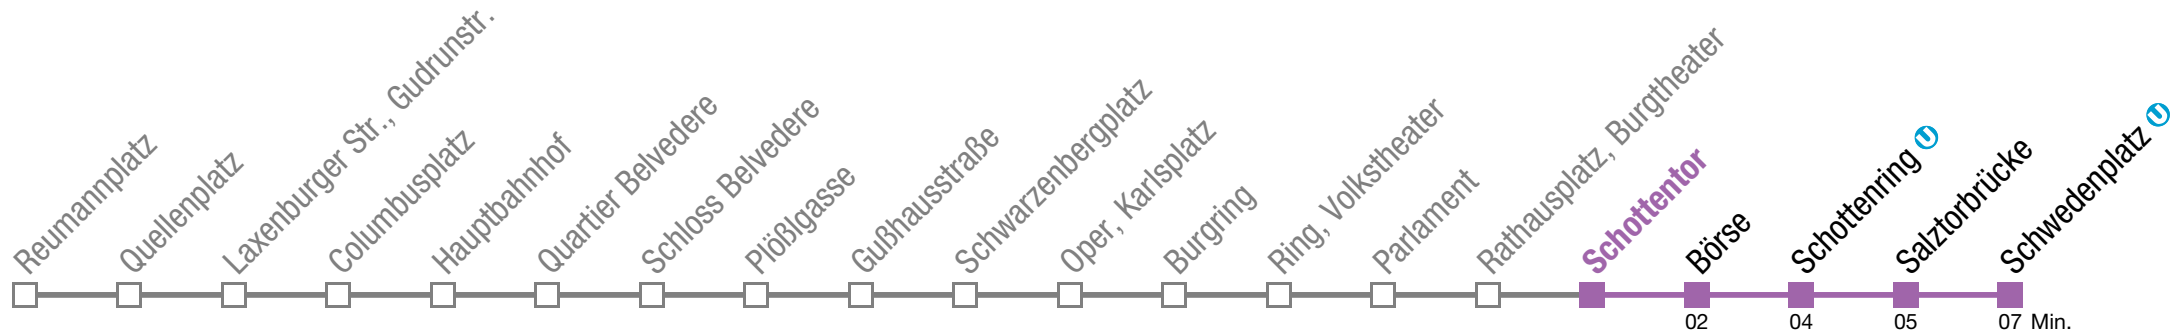 Reumannplatz
Quellenplatz
Laxenburger Str., Gudrunstr.
Columbusplatz
Hauptbahnhof
Quartier Belvedere
Schloss Belvedere
Plößlgasse
Gußhausstraße
Schwarzenbergplatz
Oper, Karlsplatz
Burgring
Ring, Volkstheater
Parlament
Rathausplatz, Burgtheater
Schottentor
Börse
Schottenring U
Salztorbrücke
Schwedenplatz U
02 04 05 07 Min.